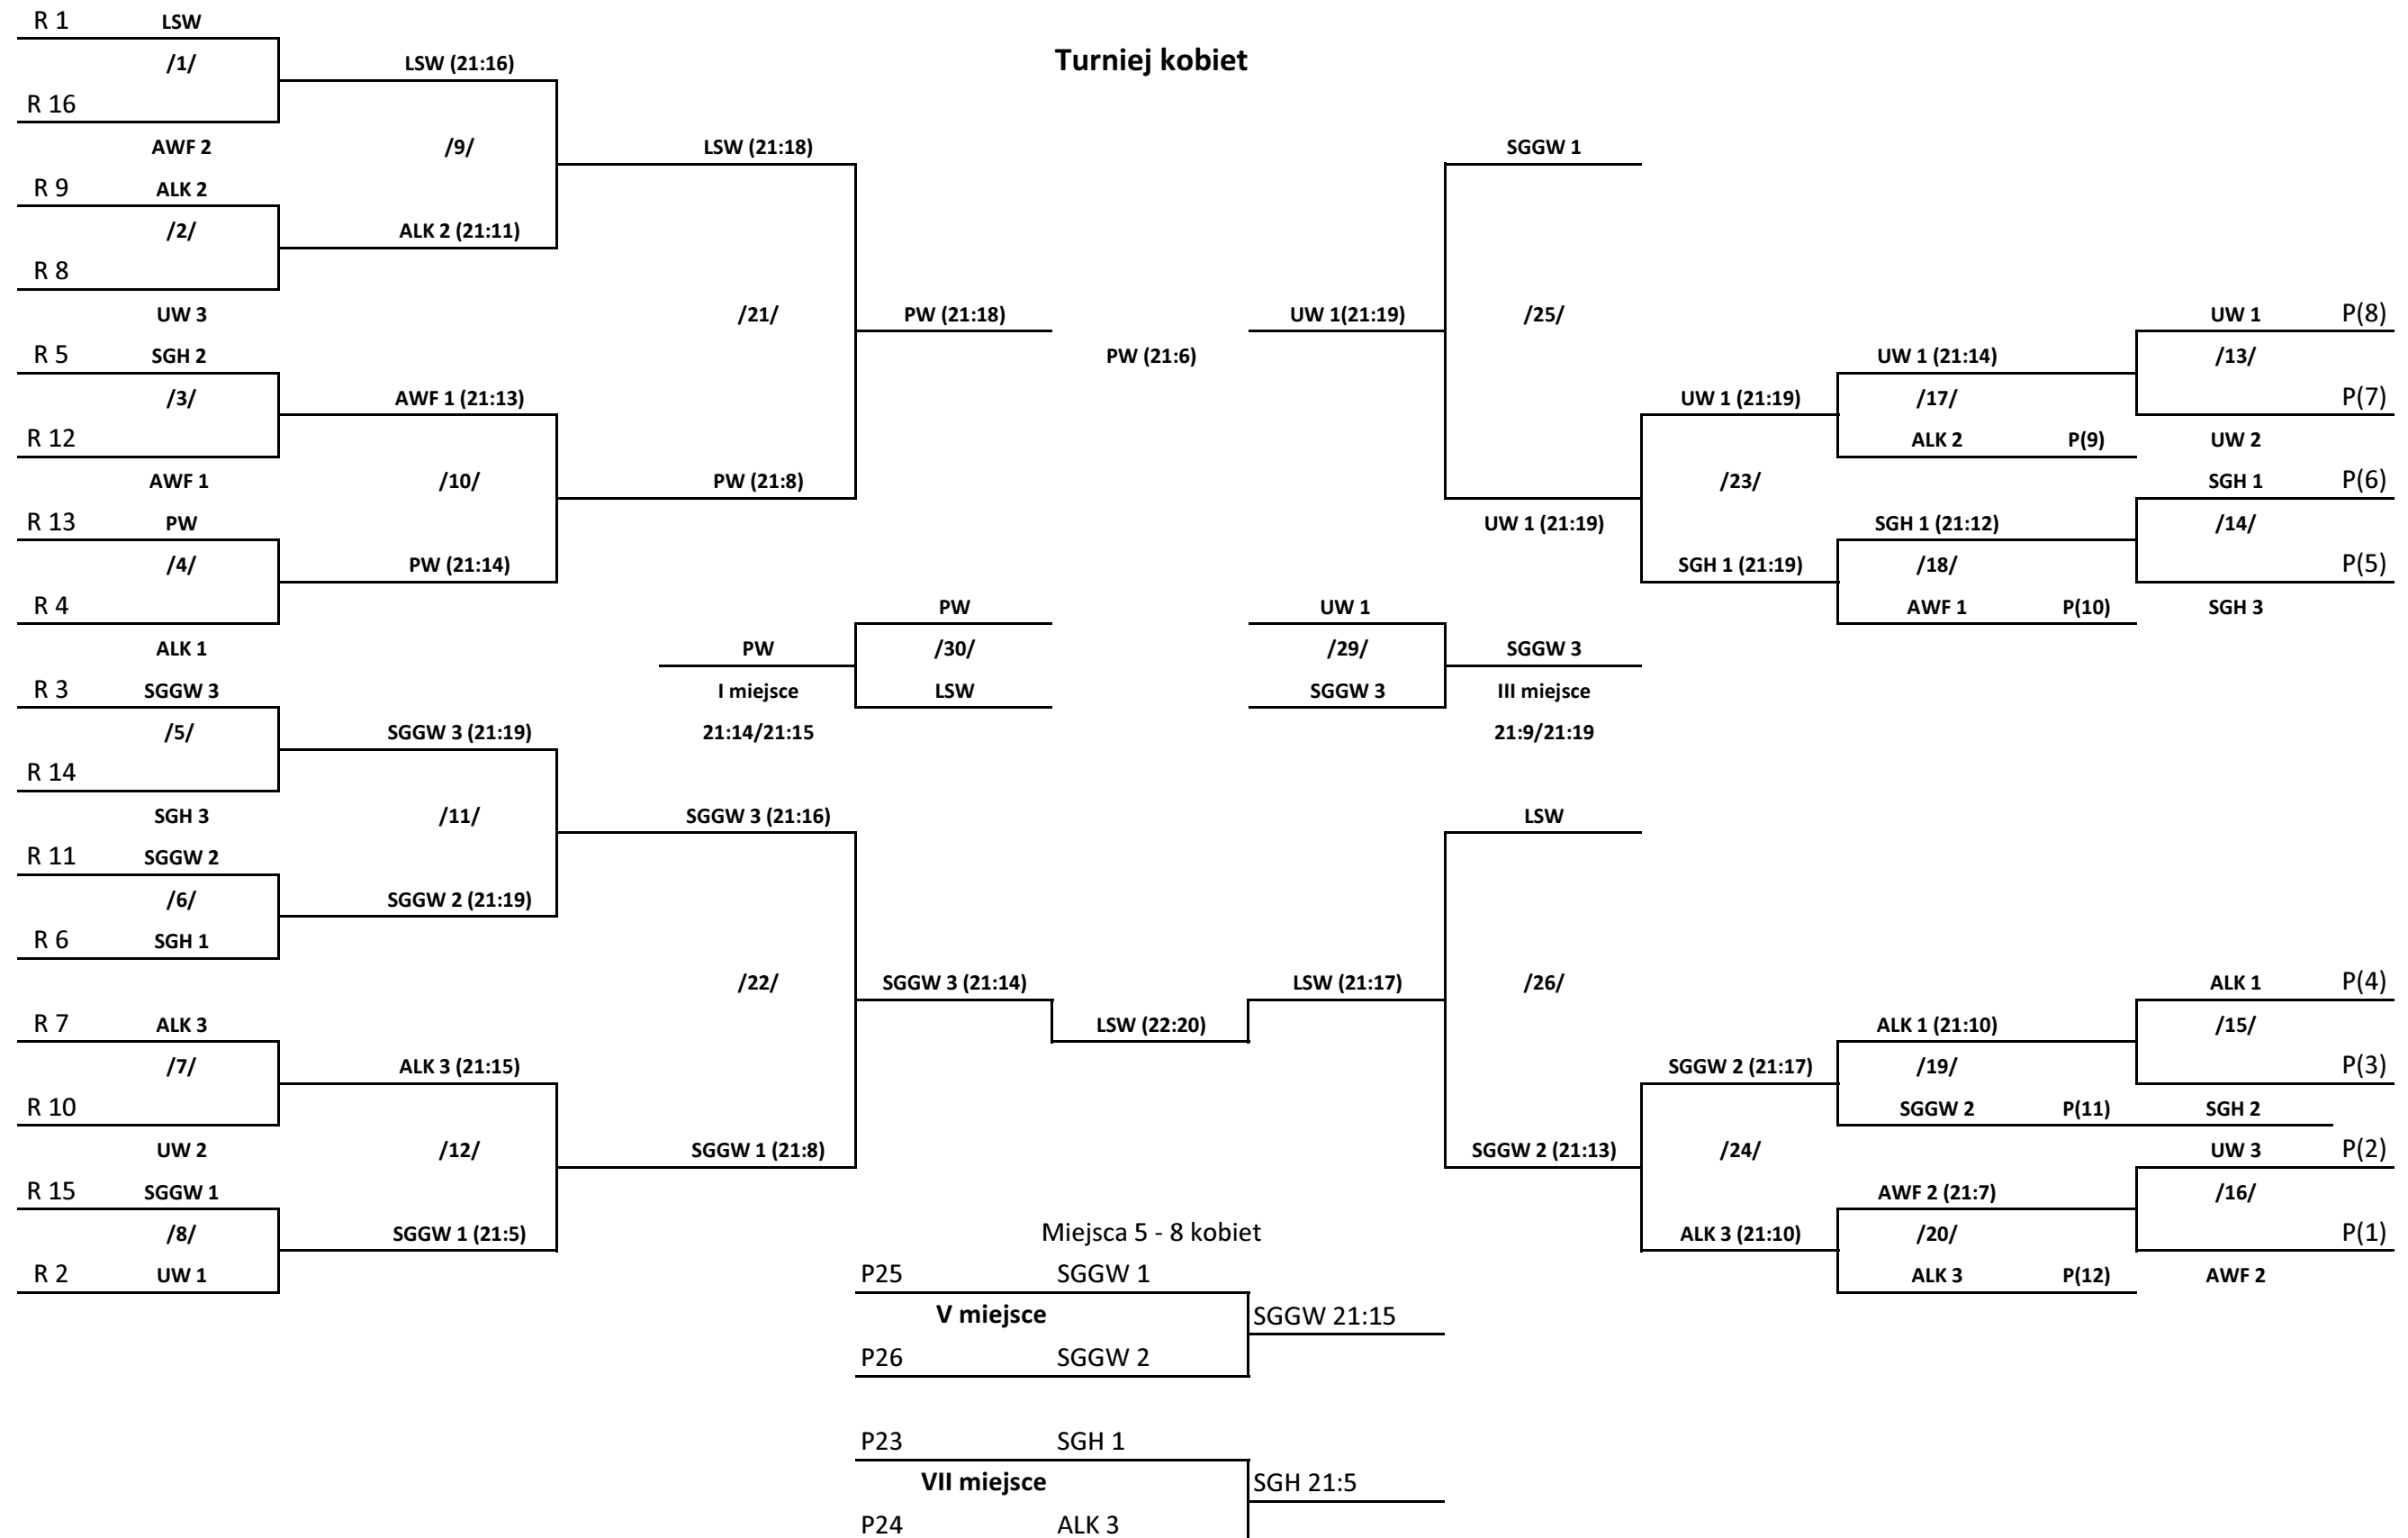 R 1 LSW
/1/ LSW (21:16) Turniej kobiet
R 16
AWF 2 /9/ LSW (21:18) SGGW 1
R 9 ALK 2
/2/ ALK 2 (21:11)
R 8
UW 3 /21/ PW (21:18) UW 1(21:19) /25/ UW 1 P(8)
R 5 SGH 2 PW (21:6) UW 1 (21:14) /13/
/3/ AWF 1 (21:13) UW 1 (21:19) /17/ P(7)
R 12 ALK 2 P(9) UW 2
AWF 1 /10/ PW (21:8) /23/ SGH 1 P(6)
R 13 PW UW 1 (21:19) SGH 1 (21:12) /14/
/4/ PW (21:14) SGH 1 (21:19) /18/ P(5)
R 4 PW UW 1 AWF 1 P(10) SGH 3
ALK 1 PW /30/ /29/ SGGW 3
R 3 SGGW 3 I miejsce LSW SGGW 3 III miejsce
/5/ SGGW 3 (21:19) 21:14/21:15 21:9/21:19
R 14
SGH 3 /11/ SGGW 3 (21:16) LSW
R 11 SGGW 2
/6/ SGGW 2 (21:19)
R 6 SGH 1
/22/ SGGW 3 (21:14) LSW (21:17) /26/ ALK 1 P(4)
R 7 ALK 3 LSW (22:20) ALK 1 (21:10) /15/
/7/ ALK 3 (21:15) SGGW 2 (21:17) /19/ P(3)
R 10 SGGW 2 P(11) SGH 2
UW 2 /12/ SGGW 1 (21:8) SGGW 2 (21:13) /24/ UW 3 P(2)
R 15 SGGW 1 AWF 2 (21:7) /16/
/8/ SGGW 1 (21:5) Miejsca 5 - 8 kobiet ALK 3 (21:10) /20/ P(1)
R 2 UW 1 P25 SGGW 1 ALK 3 P(12) AWF 2
V miejsce SGGW 21:15
P26 SGGW 2
P23 SGH 1
VII miejsce SGH 21:5
P24 ALK 3